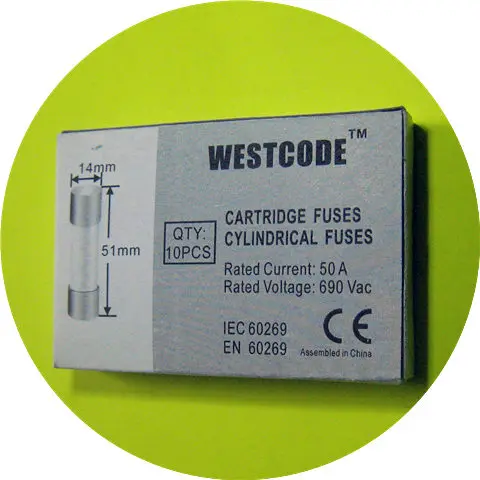 WESTCODE™
14mm
51mm
QTY:
10PCS
CARTRIDGE FUSES
CYLINDRICAL FUSES
Rated Current: 50 A
Rated Voltage: 690 Vac
IEC 60269
EN 60269
CE
Assembled in China